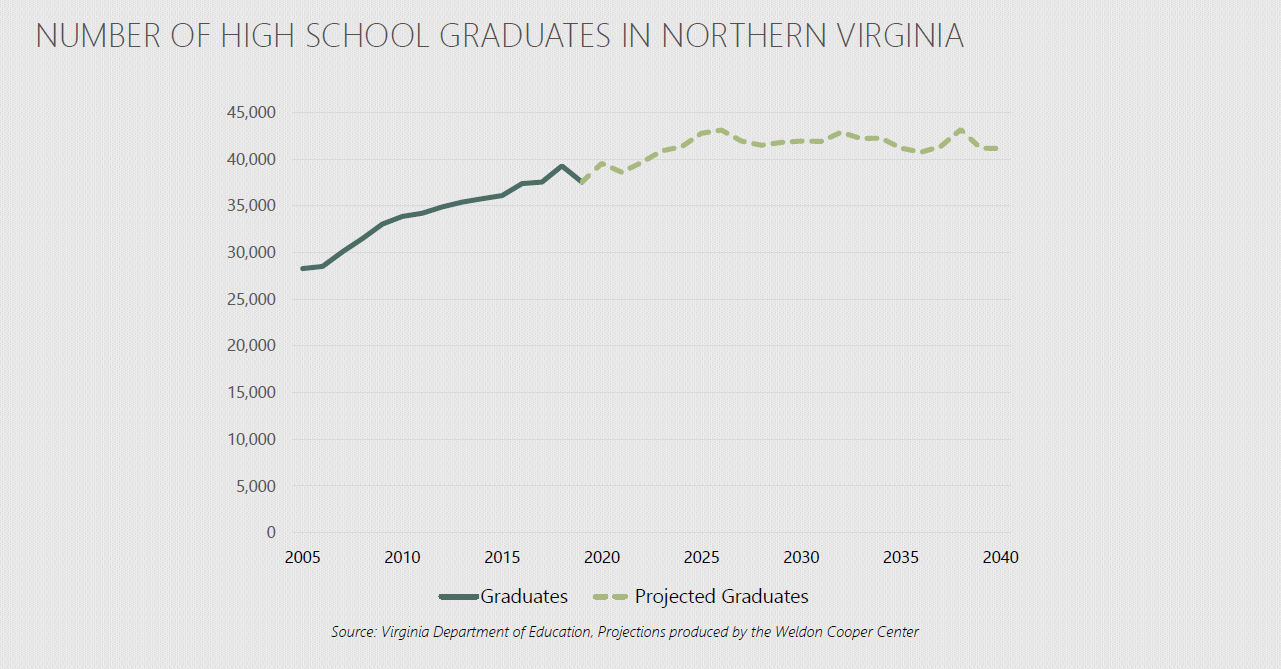 NUMBER OF HIGH SCHOOL GRADUATES IN NORTHERN VIRGINIA
45,000
40,000
35,000
30,000
25,000
20,000
15,000
10,000
5,000
0
2005 2010 2015 2020 2025 2030 2035 2040
Graduates Projected Graduates
Source: Virginia Department of Education, Projections produced by the Weldon Cooper Center